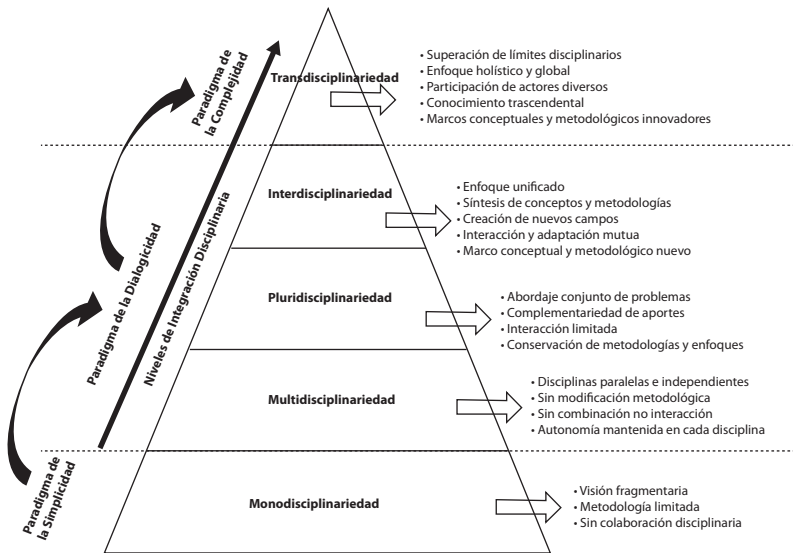 Paradigma de
la Complejidad
Transdisciplinariedad
• Superación de límites disciplinarios
• Enfoque holístico y global
• Participación de actores diversos
• Conocimiento trascendental
• Marcos conceptuales y metodológicos innovadores
Paradigma de la Dialogicidad
Niveles de Integración Disciplinaria
Interdisciplinariedad
• Enfoque unificado
• Síntesis de conceptos y metodologías
• Creación de nuevos campos
• Interacción y adaptación mutua
• Marco conceptual y metodológico nuevo
Pluridisciplinariedad
• Abordaje conjunto de problemas
• Complementariedad de aportes
• Interacción limitada
• Conservación de metodologías y enfoques
Multidisciplinariedad
• Disciplinas paralelas e independientes
• Sin modificación metodológica
• Sin combinación no interacción
• Autonomía mantenida en cada disciplina
Paradigma de
la Simplicidad
Monodisciplinariedad
• Visión fragmentaria
• Metodología limitada
• Sin colaboración disciplinaria